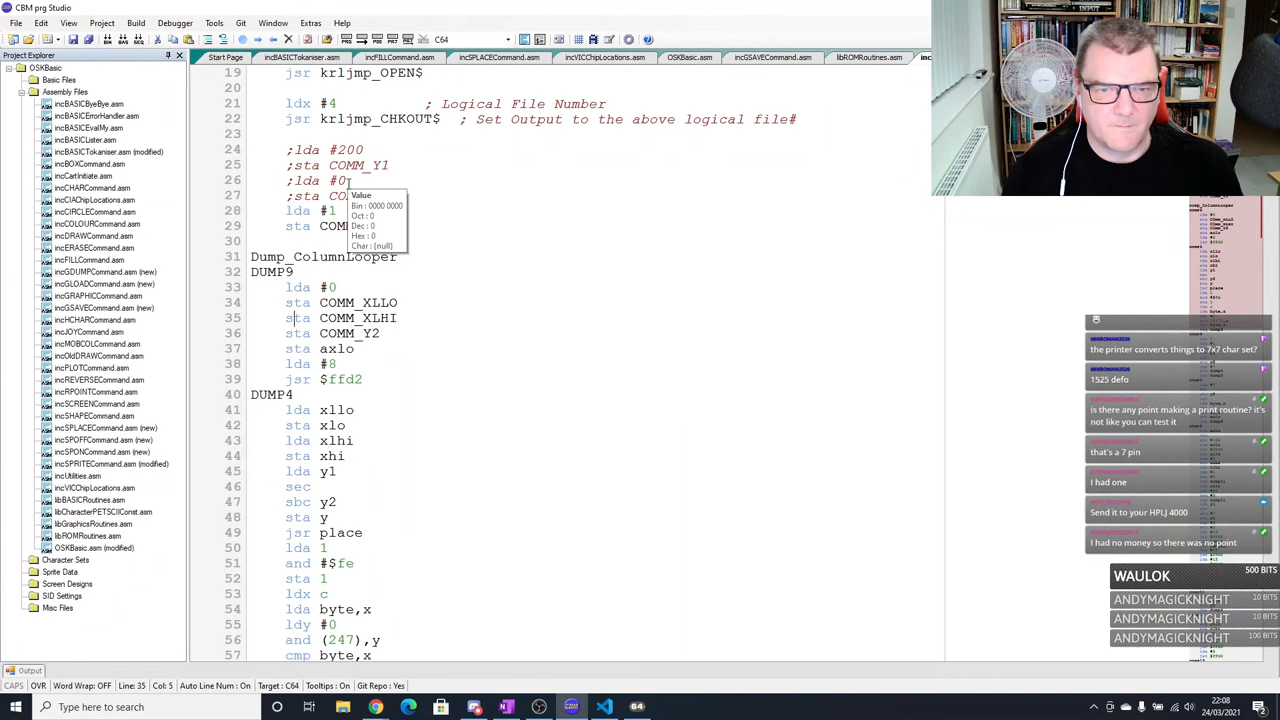 CBM prg Studio
File Edit View Project Build Debugger Tools Git Window Extras Help
C64
Project Explorer
OSKBasic
Basic Files
Assembly Files
incBASICByeBye.asm
incBASICErrorHandler.asm
incBASICEvalMy.asm
incBASICLister.asm
incBASICTokaniser.asm (modified)
incBOXCommand.asm
incCartInitiate.asm
incCHARCommand.asm
incCIAchipLocations.asm
incCIRCLECommand.asm
incCOLOURCommand.asm
incDRAWCommand.asm
incERASECommand.asm
incFILLCommand.asm
incGDUMPCommand.asm (new)
incGLOADCommand.asm (new)
incGRAPHICCommand.asm
incGSAVECommand.asm (new)
incHCHARCommand.asm
incJOYCommand.asm
incMOBCOLCommand.asm
incOldDRAWCommand.asm
incPLOTCommand.asm
incREVERSECommand.asm
incRPOINTCommand.asm
incSCREENCommand.asm
incSHAPECommand.asm
incSPLACECommand.asm (new)
incSPOFFCommand.asm (new)
incSPONCommand.asm (new)
incSPRITECommand.asm (modified)
incUtilities.asm
incVICChipLocations.asm
libBASICRoutines.asm
libCharacterPETSCIIConst.asm
libGraphicsRoutines.asm
libROMRoutines.asm
OSKBasic.asm (modified)
Character Sets
Sprite Data
Screen Designs
SID Settings
Misc Files
Start Page incBASICTokaniser.asm incFILLCommand.asm incSPLACECommand.asm incVICChipLocations.asm OSKBasic.asm incGSAVECommand.asm libROMRoutines.asm inc
19 jsr krljmp_OPEN$
20
21 ldx #4 ; Logical File Number
22 jsr krljmp_CHKOUT$ ; Set Output to the above logical file#
23
24 ;lda #200
25 ;sta COMM_Y1
26 ;lda #0
27 ;sta CO
28 lda #1
29 sta COM
30
31 Dump_ColumnLooper
32 DUMP9
33 lda #0
34 sta COMM_XLLO
35 sta COMM_XLHI
36 sta COMM_Y2
37 sta axlo
38 lda #8
39 jsr $ffd2
40 DUMP4
41 lda xllo
42 sta xlo
43 lda xlhi
44 sta xhi
45 lda y1
46 sec
47 sbc y2
48 sta y
49 jsr place
50 lda 1
51 and #$fe
52 sta 1
53 ldx c
54 lda byte,x
55 ldy #0
56 and (247),y
57 cmp byte,x
Value
Bin : 0000 0000
Oct : 0
Dec : 0
Hex : 0
Char : {null}
INPUT
the printer converts things to 7x7 char set?
1525 defo
is there any point making a print routine? it's
not like you can test it
that's a 7 pin
I had one
Send it to your HPLJ 4000
I had no money so there was no point
WAULOK 500 BITS
ANDYMAGICKNIGHT 10 BITS
ANDYMAGICKNIGHT 10 BITS
ANDYMAGICKNIGHT 100 BITS
Output
CAPS OVR Word Wrap: OFF Line: 35 Col: 5 Auto Line Num : On Target : C64 Tooltips : On Git Repo : Yes
Type here to search
64
22:08
24/03/2021
2